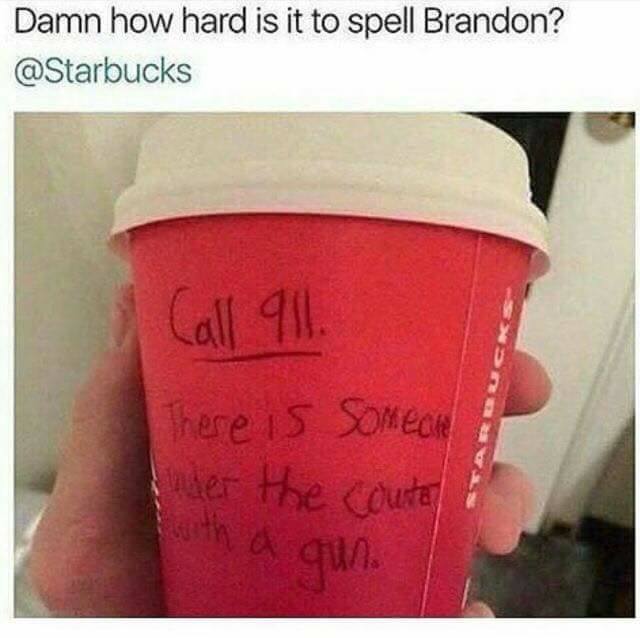 Damn how hard is it to spell Brandon?
@Starbucks
Call 911.
There is someone
under the counter
with a gun.
STARBUCKS